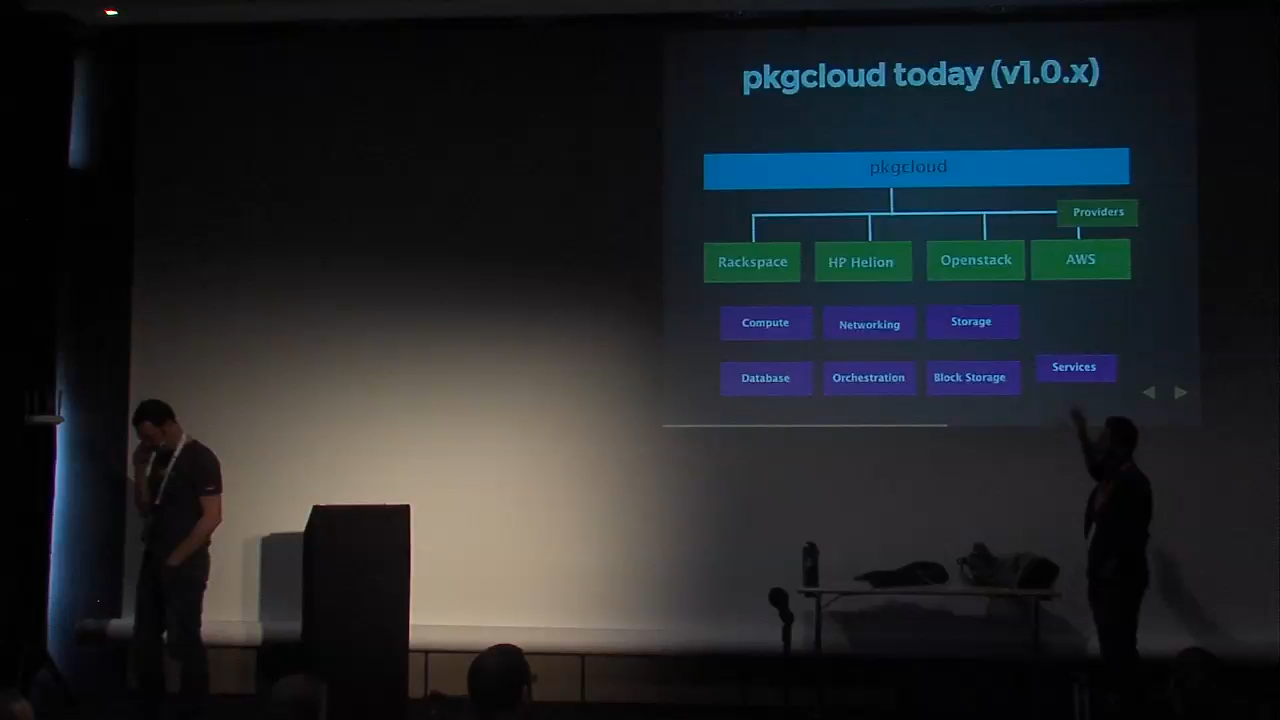 pkgcloud today (v1.0.x)
pkgcloud
Providers
Rackspace
HP Helion
Openstack
AWS
Compute
Networking
Storage
Database
Orchestration
Block Storage
Services